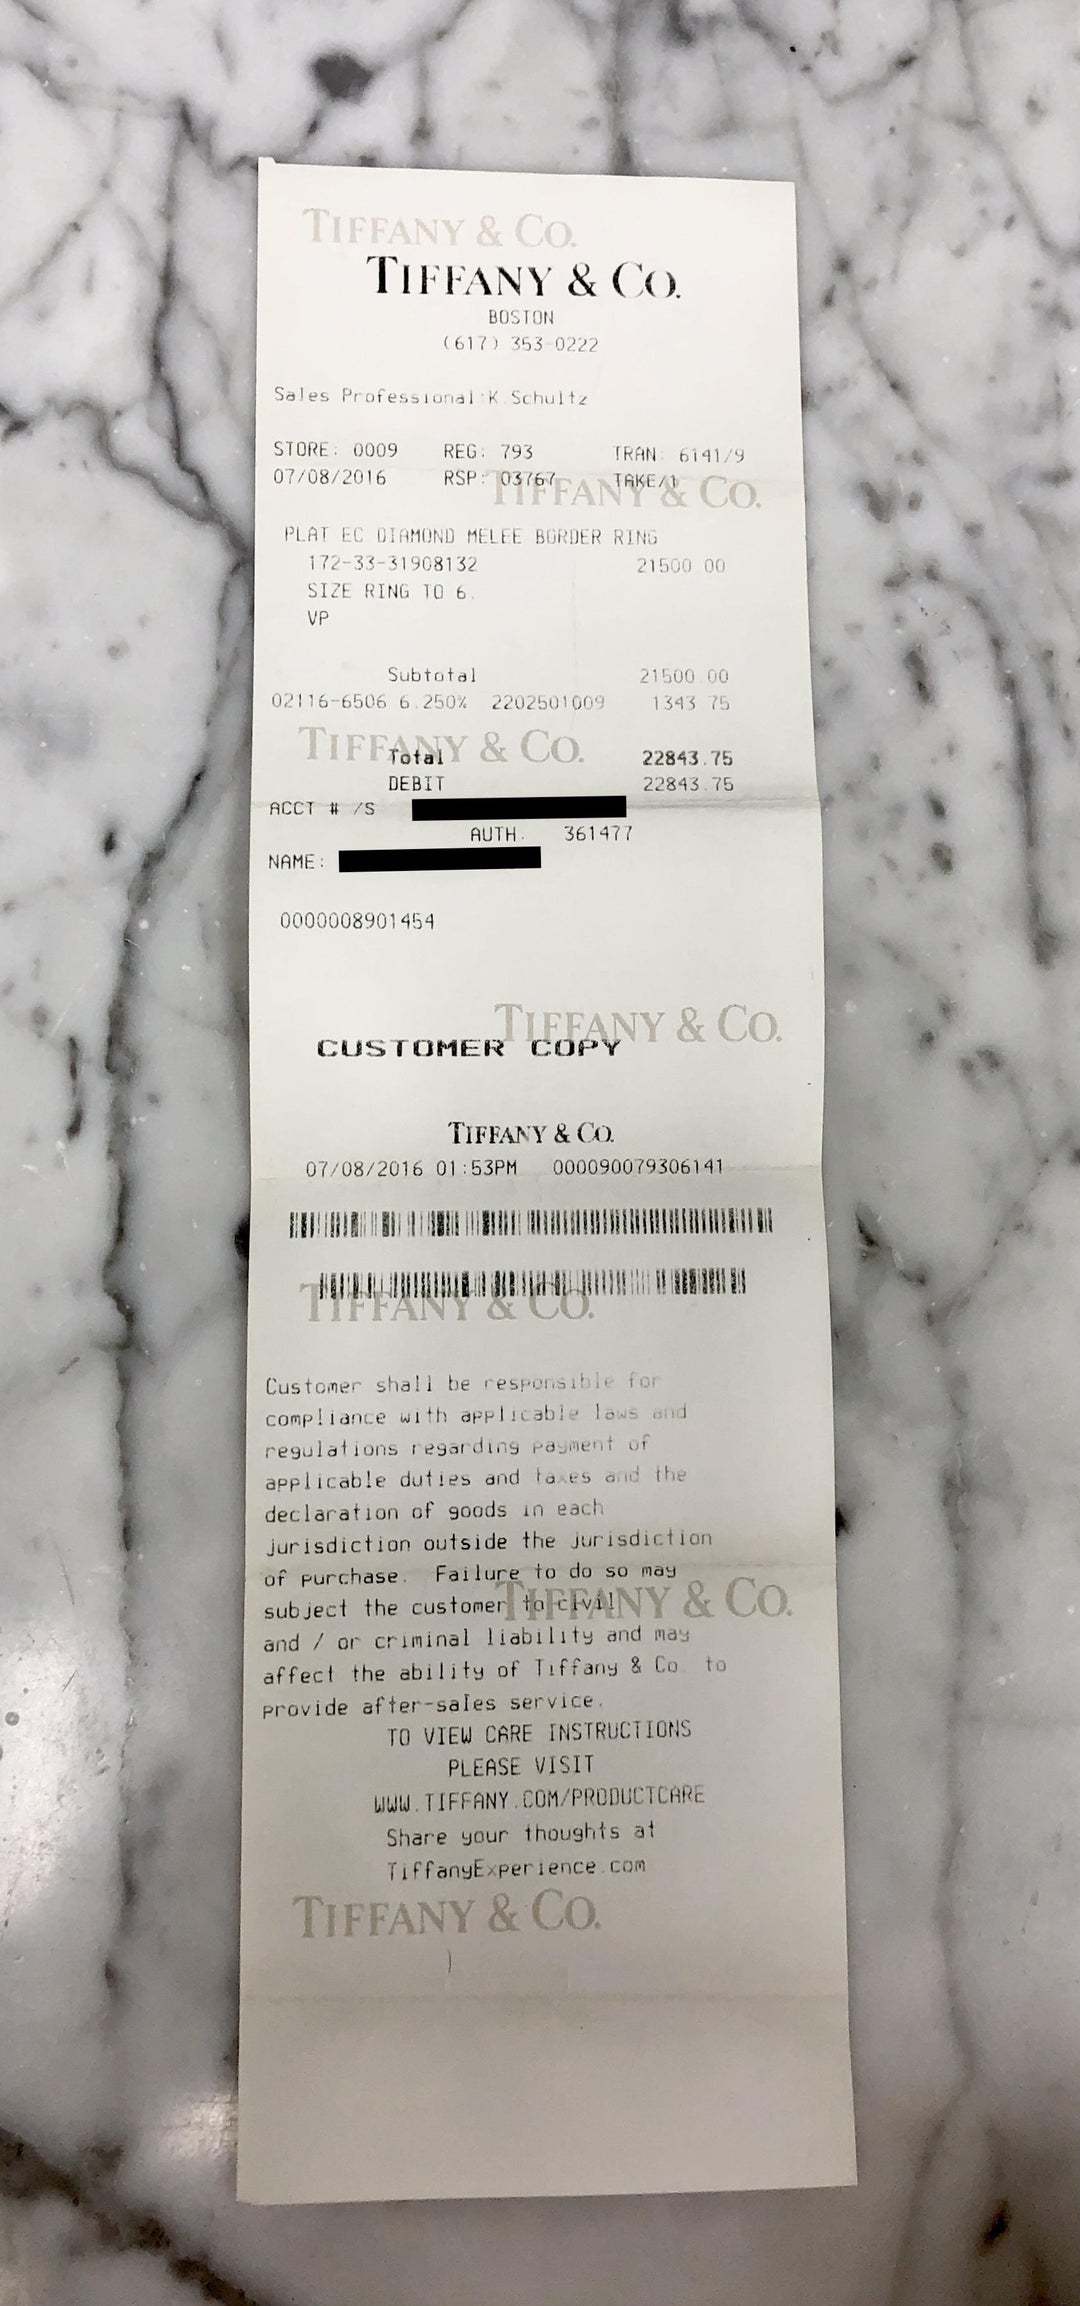 TIFFANY & CO.
TIFFANY & CO.
BOSTON
(617) 353-0222
Sales Professional:K.Schultz
STORE: 0009 REG: 793 TRAN: 6141/9
07/08/2016 RSP: 03767 TAKE/1
TIFFANY & CO.
PLAT EC DIAMOND MELEE BORDER RING
172-33-31908132 21500.00
SIZE RING TO 6.
VP
Subtotal 21500.00
02116-6506 6.250% 2202501009 1343.75
TIFFANY & CO.
Total 22843.75
DEBIT 22843.75
ACCT # /S
AUTH. 361477
NAME:
0000008901454
TIFFANY & CO.
CUSTOMER COPY
TIFFANY & CO.
07/08/2016 01:53PM 000090079306141
TIFFANY & CO.
Customer shall be responsible for
compliance with applicable laws and
regulations regarding payment of
applicable duties and taxes and the
declaration of goods in each
jurisdiction outside the jurisdiction
of purchase. Failure to do so may
TIFFANY & CO.
subject the customer to civil
and / or criminal liability and may
affect the ability of Tiffany & Co. to
provide after-sales service.
TO VIEW CARE INSTRUCTIONS
PLEASE VISIT
WWW.TIFFANY.COM/PRODUCTCARE
Share your thoughts at
TiffanyExperience.com
TIFFANY & CO.